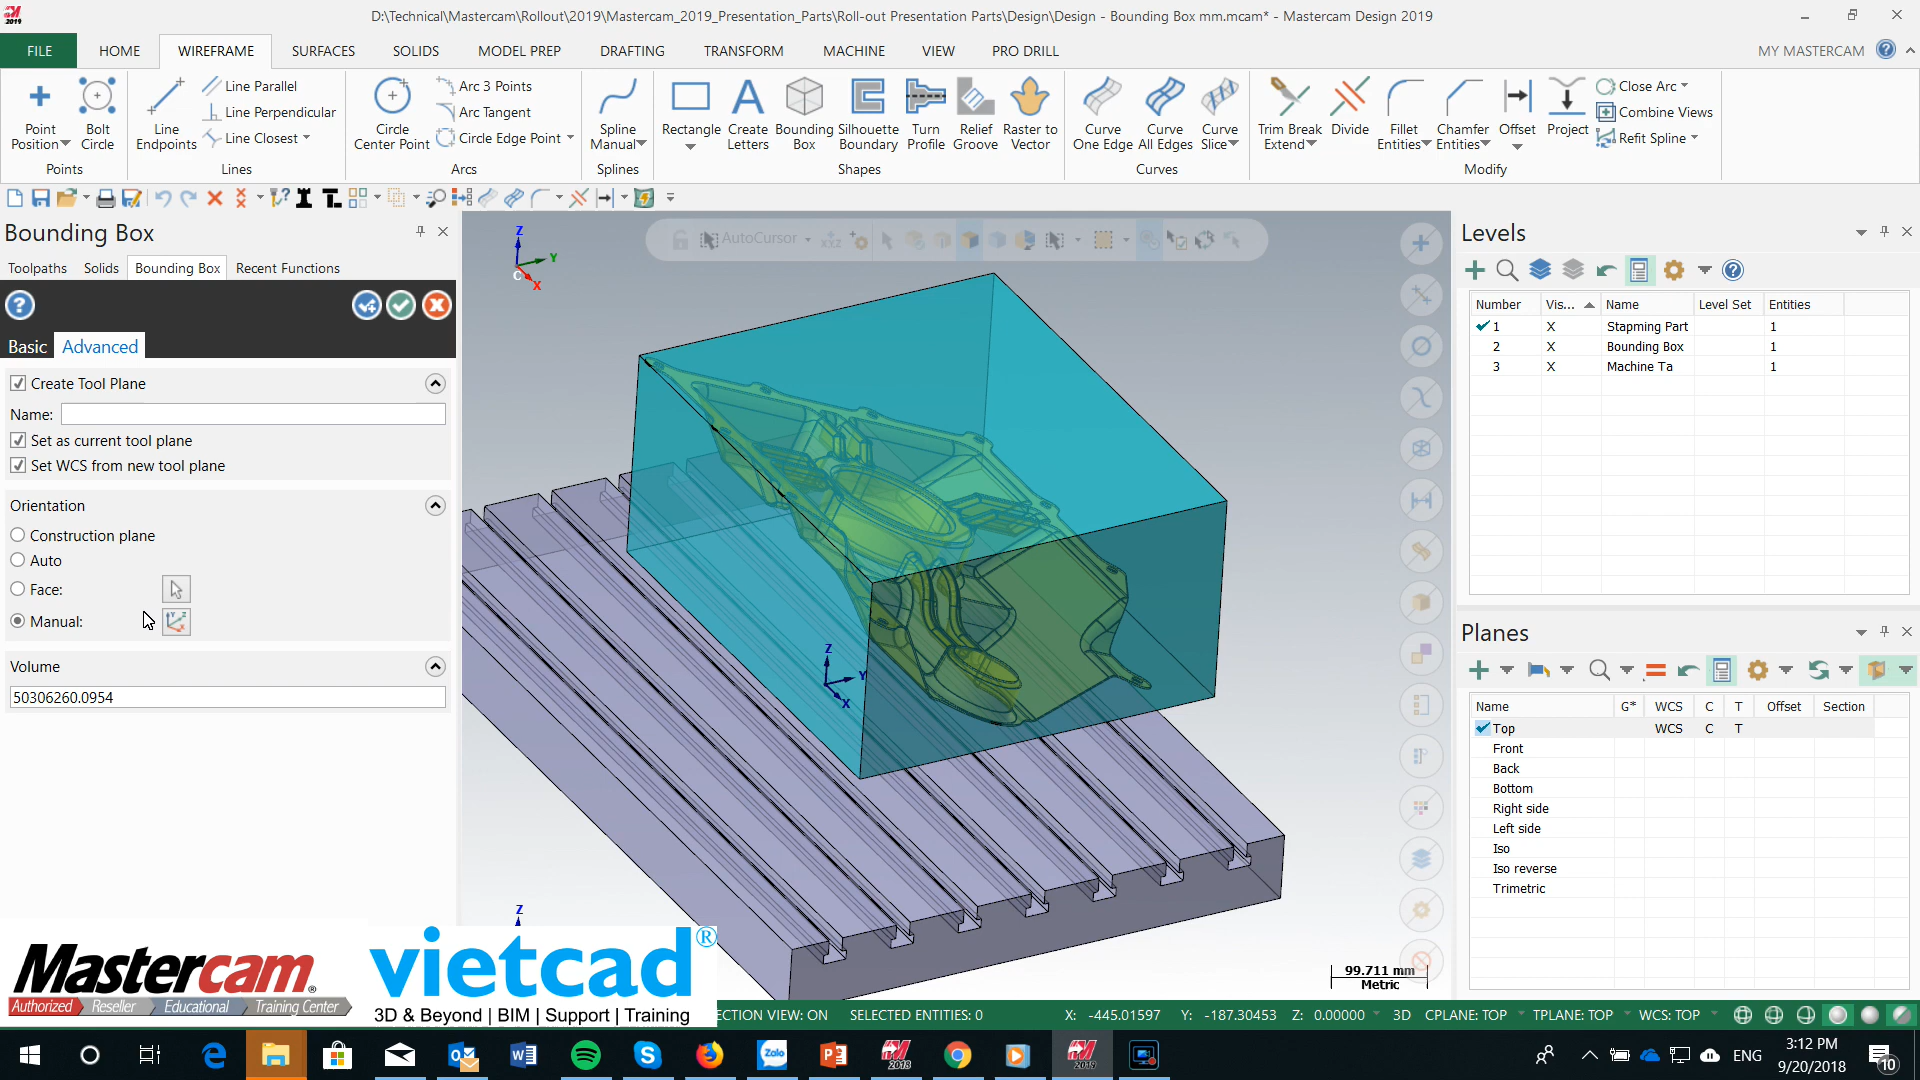 D:\Technical\Mastercam\Rollout\2019\Mastercam_2019_Presentation_Parts\Roll-out Presentation Parts\Design\Design - Bounding Box mm.mcam* - Mastercam Design 2019
FILE HOME WIREFRAME SURFACES SOLIDS MODEL PREP DRAFTING TRANSFORM MACHINE VIEW PRO DRILL MY MASTERCAM
Point Position
Bolt Circle
Points
Line Endpoints
Line Parallel
Line Perpendicular
Line Closest
Lines
Circle Center Point
Arc 3 Points
Arc Tangent
Circle Edge Point
Arcs
Spline Manual
Splines
Rectangle
Create Letters
Bounding Box
Silhouette Boundary
Turn Profile
Relief Groove
Raster to Vector
Shapes
Curve One Edge
Curve All Edges
Curve Slice
Curves
Trim Break Extend
Divide
Fillet Entities
Chamfer Entities
Offset
Project
Close Arc
Combine Views
Refit Spline
Modify
Bounding Box
Toolpaths Solids Bounding Box Recent Functions
Basic Advanced
Create Tool Plane
Name:
Set as current tool plane
Set WCS from new tool plane
Orientation
Construction plane
Auto
Face:
Manual:
Volume
50306260.0954
AutoCursor
Z
Y
C
X
Z
Y
X
Z
99.711 mm
Metric
Levels
Number Vis... Name Level Set Entities
1 X Stapming Part 1
2 X Bounding Box 1
3 X Machine Ta 1
Planes
Name G* WCS C T Offset Section
Top WCS C T
Front
Back
Bottom
Right side
Left side
Iso
Iso reverse
Trimetric
Mastercam®
Authorized Reseller Educational Training Center
vietcad®
3D & Beyond | BIM | Support | Training
ECTION VIEW: ON SELECTED ENTITIES: 0 X: -445.01597 Y: -187.30453 Z: 0.00000 3D CPLANE: TOP TPLANE: TOP WCS: TOP
Zalo
2018
2019
ENG
3:12 PM
9/20/2018
10